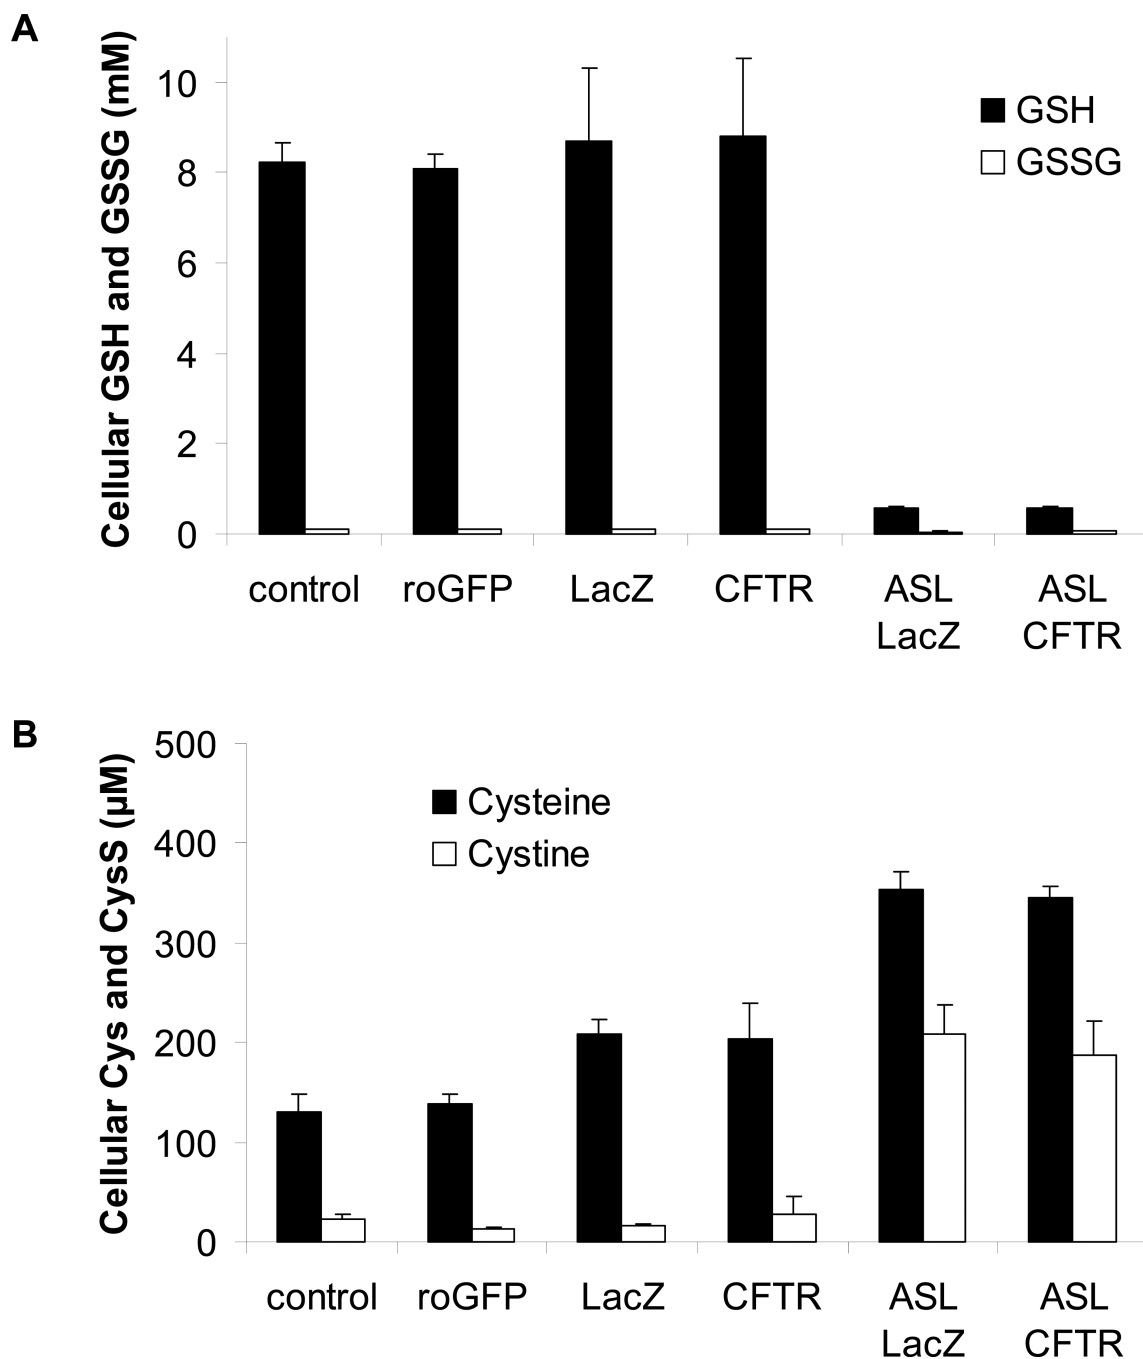 A
Cellular GSH and GSSG (mM)
10
8
6
4
2
0
GSH
GSSG
control
roGFP
LacZ
CFTR
ASL
LacZ
ASL
CFTR
B
Cellular Cys and CysS (µM)
500
400
300
200
100
0
Cysteine
Cystine
control
roGFP
LacZ
CFTR
ASL
LacZ
ASL
CFTR